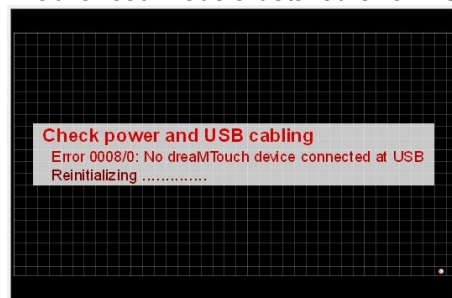 Check power and USB cabling
Error 0008/0: No dreaMTouch device connected at USB
Reinitializing ..............